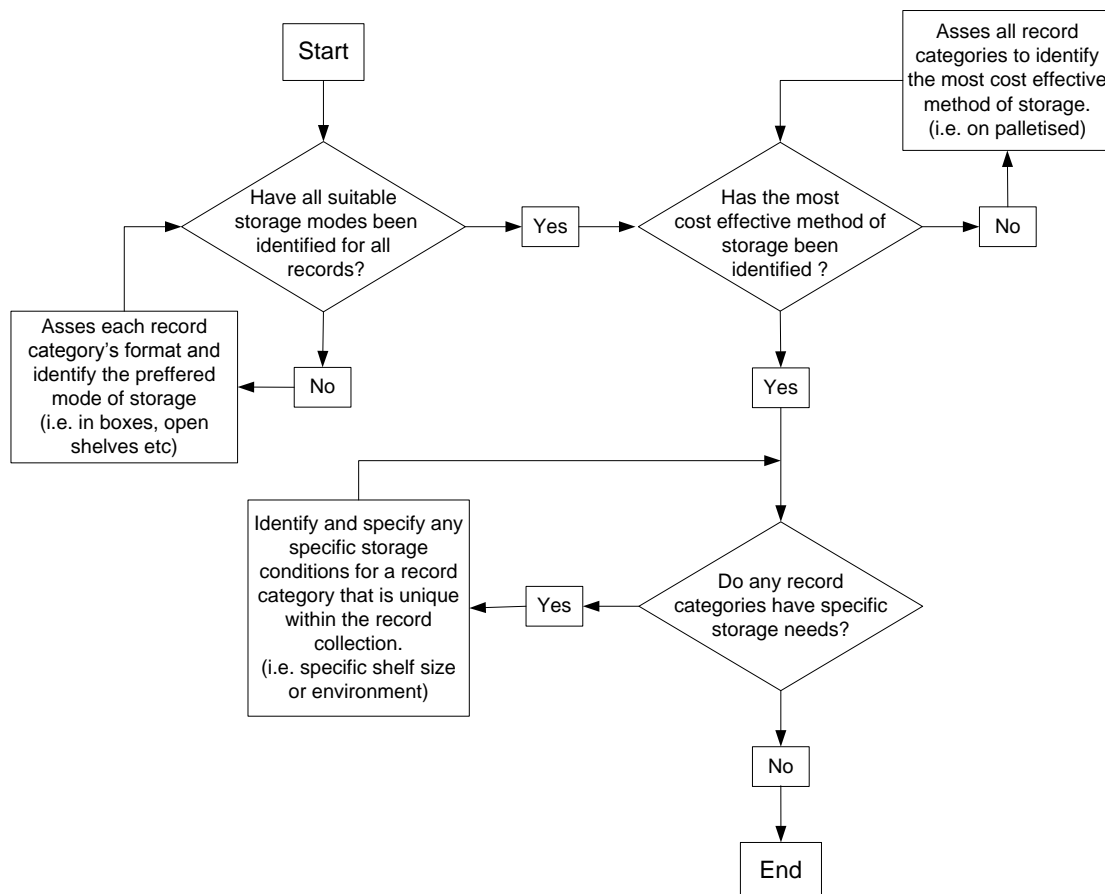 Start
Have all suitable
storage modes been
identified for all
records?
Yes
No
Asses each record
category's format and
identify the preffered
mode of storage
(i.e. in boxes, open
shelves etc)
Has the most
cost effective method of
storage been
identified ?
No
Asses all record
categories to identify
the most cost effective
method of storage.
(i.e. on palletised)
Yes
Do any record
categories have specific
storage needs?
Yes
Identify and specify any
specific storage
conditions for a record
category that is unique
within the record
collection.
(i.e. specific shelf size
or environment)
No
End